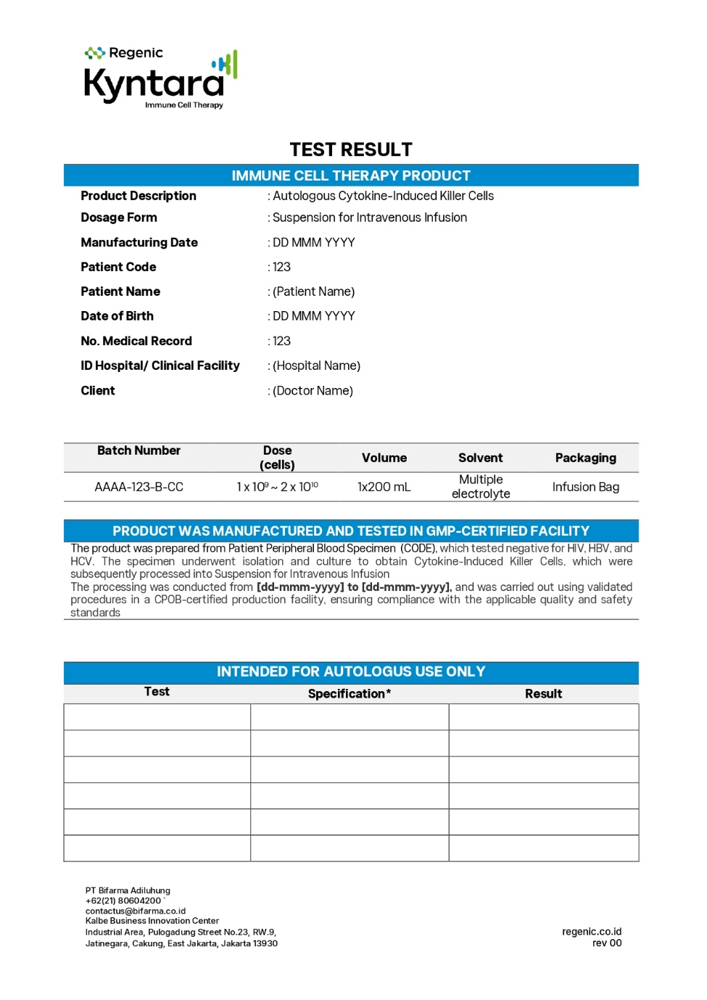 Regenic
Kyntara
Immune Cell Therapy
TEST RESULT
IMMUNE CELL THERAPY PRODUCT
Product Description : Autologous Cytokine-Induced Killer Cells
Dosage Form : Suspension for Intravenous Infusion
Manufacturing Date : DD MMM YYYY
Patient Code : 123
Patient Name : (Patient Name)
Date of Birth : DD MMM YYYY
No. Medical Record : 123
ID Hospital/ Clinical Facility : (Hospital Name)
Client : (Doctor Name)
Batch Number Dose (cells) Volume Solvent Packaging
AAAA-123-B-CC 1 x 10⁹ ~ 2 x 10¹⁰ 1x200 mL Multiple electrolyte Infusion Bag
PRODUCT WAS MANUFACTURED AND TESTED IN GMP-CERTIFIED FACILITY
The product was prepared from Patient Peripheral Blood Specimen (CODE), which tested negative for HIV, HBV, and
HCV. The specimen underwent isolation and culture to obtain Cytokine-Induced Killer Cells, which were
subsequently processed into Suspension for Intravenous Infusion
The processing was conducted from [dd-mmm-yyyy] to [dd-mmm-yyyy], and was carried out using validated
procedures in a CPOB-certified production facility, ensuring compliance with the applicable quality and safety
standards
INTENDED FOR AUTOLOGUS USE ONLY
Test Specification* Result
PT Bifarma Adiluhung
+62(21) 80604200 `
contactus@bifarma.co.id
Kalbe Business Innovation Center
Industrial Area, Pulogadung Street No.23, RW.9,
Jatinegara, Cakung, East Jakarta, Jakarta 13930
regenic.co.id
rev 00